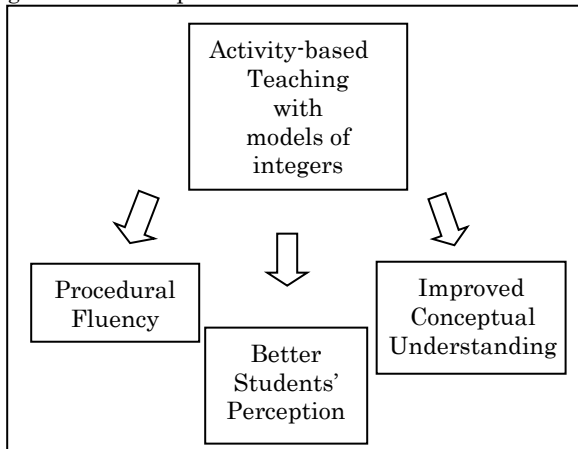 Activity-based
Teaching
with
models of
integers
Procedural
Fluency
Better
Students'
Perception
Improved
Conceptual
Understanding